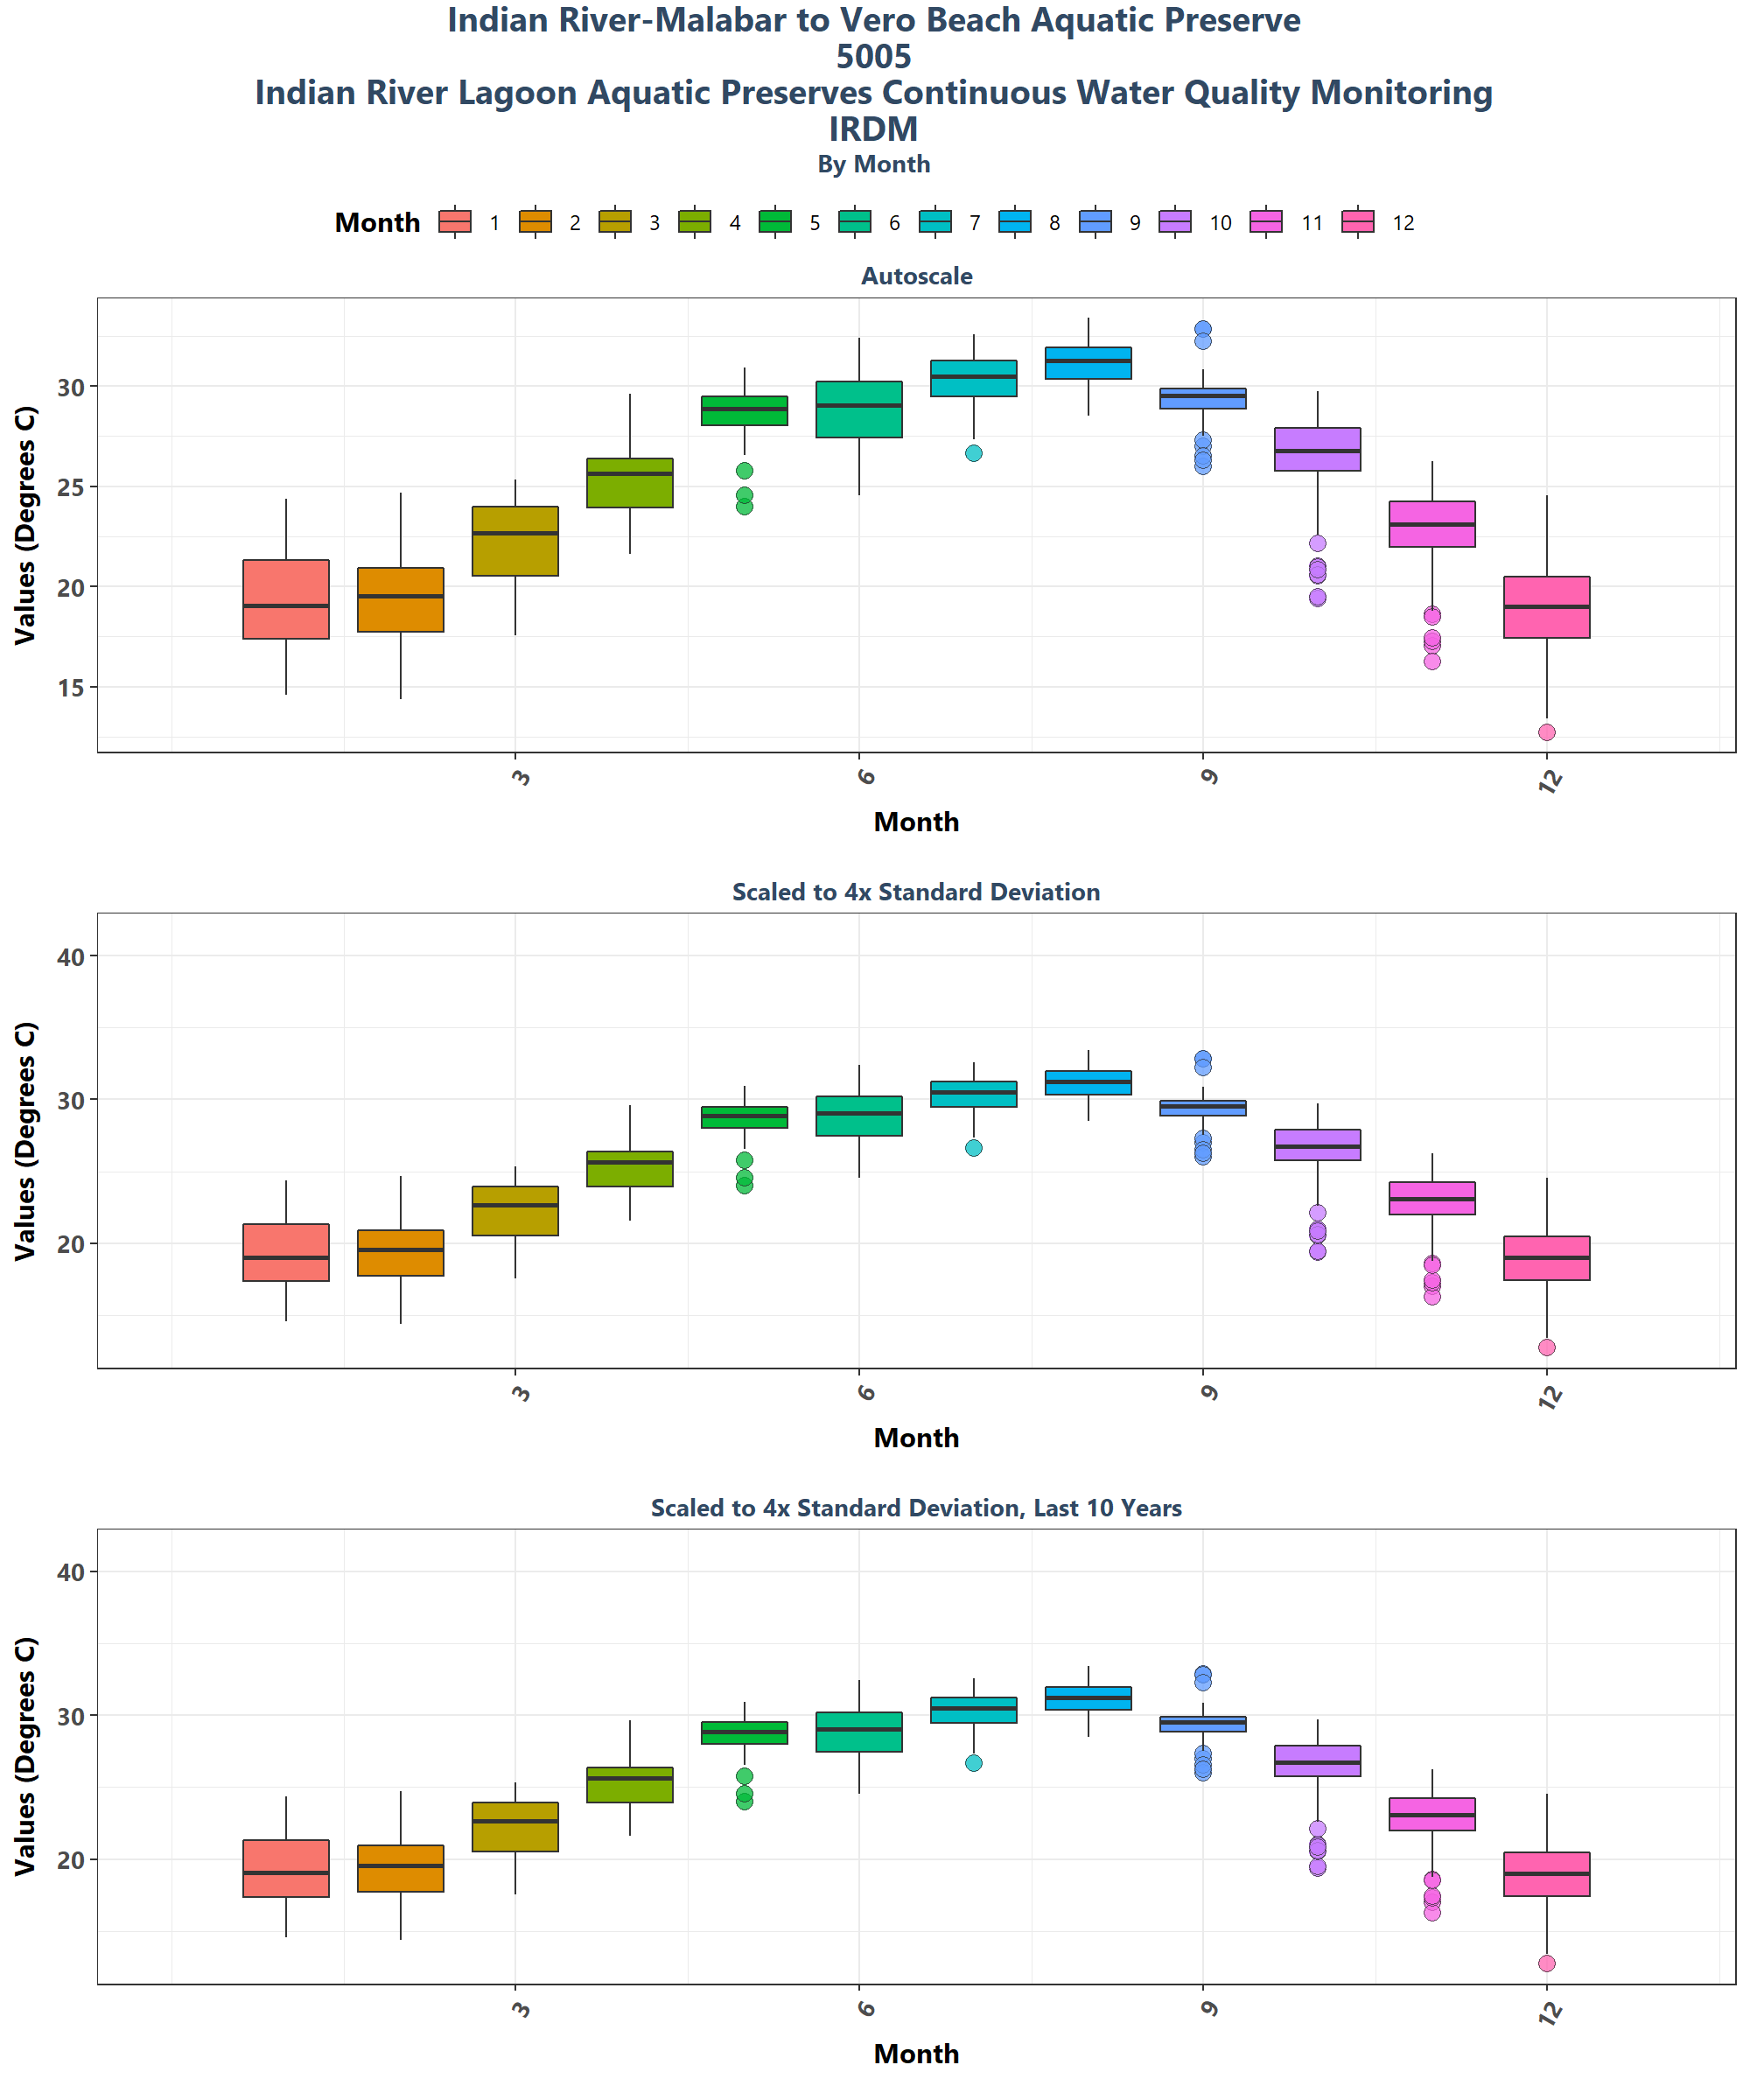 Indian River-Malabar to Vero Beach Aquatic Preserve
5005
Indian River Lagoon Aquatic Preserves Continuous Water Quality Monitoring
IRDM
By Month
Month 1 2 3 4 5 6 7 8 9 10 11 12
Autoscale
Values (Degrees C)
30
25
20
15
3 6 9 12
Month
Scaled to 4x Standard Deviation
Values (Degrees C)
40
30
20
3 6 9 12
Month
Scaled to 4x Standard Deviation, Last 10 Years
Values (Degrees C)
40
30
20
3 6 9 12
Month